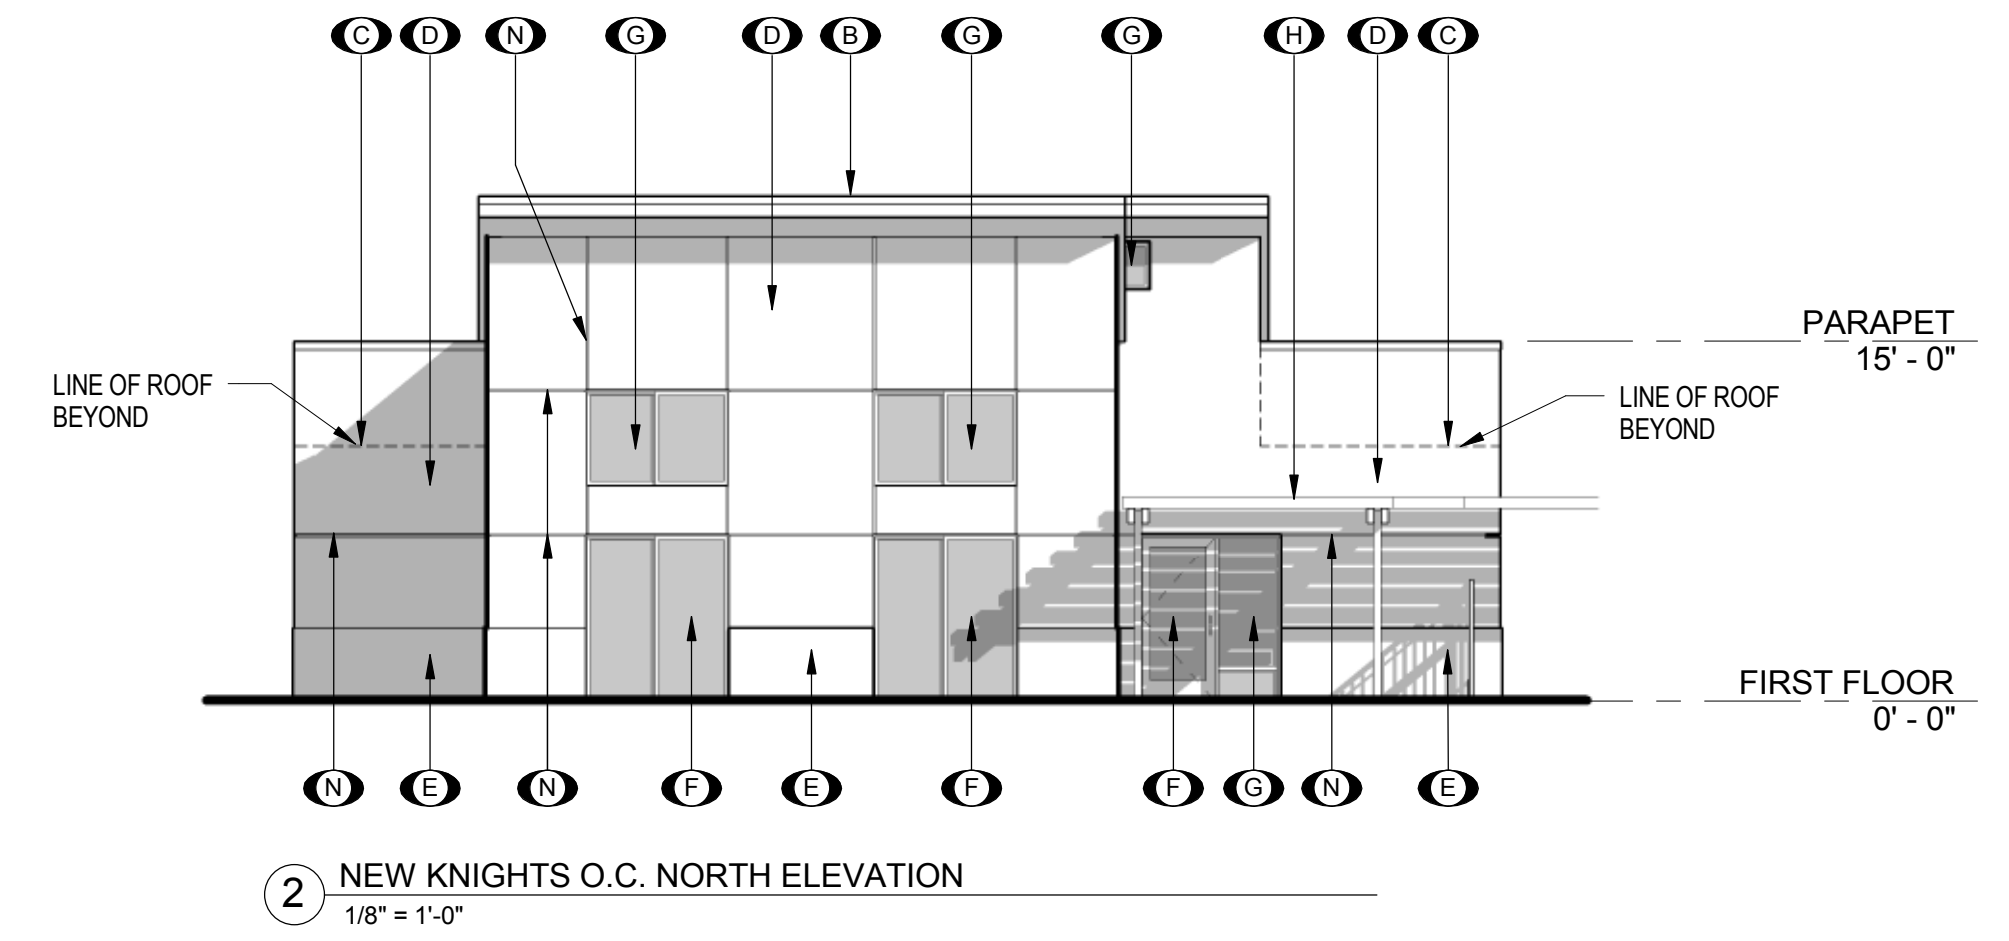 C D N G D B G G H D C
PARAPET
15' - 0"
LINE OF ROOF
BEYOND
LINE OF ROOF
BEYOND
FIRST FLOOR
0' - 0"
N E N F E F F G N E
2 NEW KNIGHTS O.C. NORTH ELEVATION
1/8" = 1'-0"